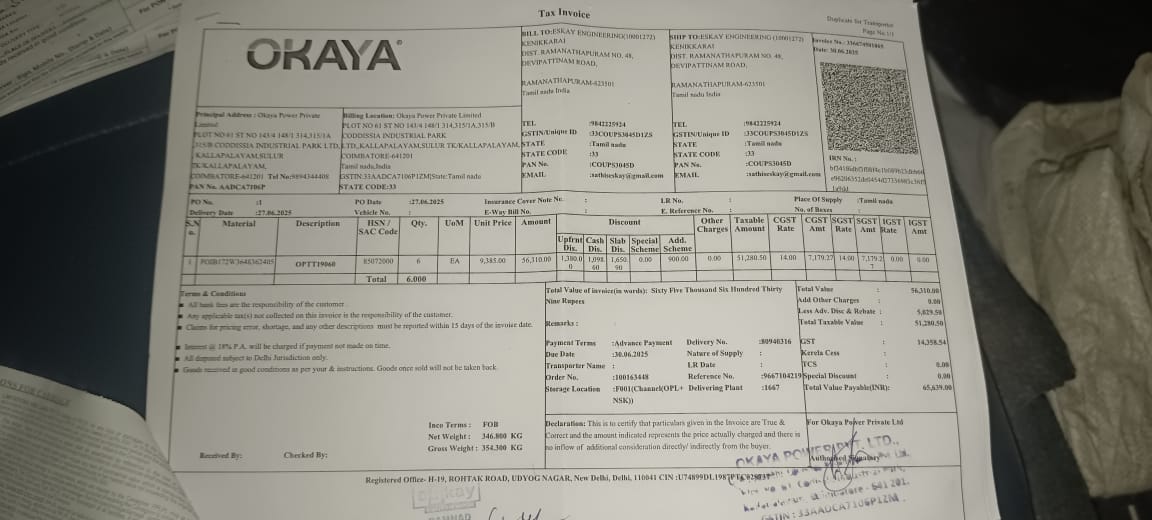 Tax Invoice
Duplicate for Transporter
Page No.1/1
OKAYA
BILL TO:ESKAY ENGINEERING(10001272)
KENIKKARAI
DIST. RAMANATHAPURAM NO. 48,
DEVIPATTINAM ROAD,
RAMANATHAPURAM-623501
Tamil nadu India
TEL :9842225924
GSTIN/Unique ID :33COUPS3045D1ZS
STATE :Tamil nadu
STATE CODE :33
PAN No. :COUPS3045D
EMAIL :sathiseskay@gmail.com
SHIP TO:ESKAY ENGINEERING (10001272)
KENIKKARAI
DIST. RAMANATHAPURAM NO. 48,
DEVIPATTINAM ROAD,
RAMANATHAPURAM-623501
Tamil nadu India
TEL :9842225924
GSTIN/Unique ID :33COUPS3045D1ZS
STATE :Tamil nadu
STATE CODE :33
PAN No. :COUPS3045D
EMAIL :sathiseskay@gmail.com
Invoice No.:
Date: 30.06.2025
IRN No. :
Principal Address : Okaya Power Private
Limited
PLOT NO 61 ST NO 143/4 148/1 314,315/1A
,315/B CODDISSIA INDUSTRIAL PARK LTD,
KALLAPALAYAM,SULUR
TK/KALLAPALAYAM,
COIMBATORE-641201 Tel No:9894344408
PAN No. AADCA7106P
Billing Location: Okaya Power Private Limited
PLOT NO 61 ST NO 143/4 148/1 314,315/1A,315/B
CODDISSIA INDUSTRIAL PARK
LTD,KALLAPALAYAM,SULUR TK/KALLAPALAYAM,
COIMBATORE-641201
Tamil nadu,India
GSTIN:33AADCA7106P1ZM|State:Tamil nadu
STATE CODE:33
PO No. :1 PO Date :27.06.2025 Insurance Cover Note No. : LR No. : Place Of Supply :Tamil nadu
Delivery Date :27.06.2025 Vehicle No. : E-Way Bill No. : E. Reference No. : No. of Boxes :
S.N o. Material Description HSN/ SAC Code Qty. UoM Unit Price Amount Discount Other Charges Taxable Amount CGST Rate CGST Amt SGST Rate SGST Amt IGST Rate IGST Amt
Upfrnt Dis. Cash Dis. Slab Dis. Special Scheme Add. Scheme
1 OPTT19060 85072000 6 EA 9,385.00 56,310.00 0.00 900.00 0.00 51,280.50 14.00 7,179.27 14.00 7,179.27 0.00 0.00
Total 6.000
Terms & Conditions
All bank fees are the responsibility of the customer.
Any applicable tax(s) not collected on this invoice is the responsibility of the customer.
Claims for pricing error, shortage, and any other descriptions must be reported within 15 days of the invoice date.
Interest @ 18% P.A. will be charged if payment not made on time.
All disputed subject to Delhi Jurisdiction only.
Goods received in good conditions as per your & instructions. Goods once sold will not be taken back.
Total Value of invoice(in words): Sixty Five Thousand Six Hundred Thirty
Nine Rupees
Remarks :
Payment Terms :Advance Payment Delivery No. :80940316
Due Date :30.06.2025 Nature of Supply :
Transporter Name : LR Date :
Order No. :100163448 Reference No. :9667104219
Storage Location :F001(Channel(OPL+ Delivering Plant :1667
NSK))
Total Value : 56,310.00
Add Other Charges : 0.00
Less Adv. Disc & Rebate : 5,029.50
Total Taxable Value : 51,280.50
GST : 14,358.54
Kerela Cess :
TCS : 0.00
Special Discount : 0.00
Total Value Payable(INR): 65,639.00
Inco Terms : FOB
Net Weight : 346.800 KG
Gross Weight : 354.300 KG
Received By: Checked By:
Declaration: This is to certify that particulars given in the Invoice are True &
Correct and the amount indicated represents the price actually charged and there is
no inflow of additional consideration directly/ indirectly from the buyer.
For Okaya Power Private Ltd
Authorised Signatory
OKAYA POWER PVT. LTD.,
Registered Office- H-19, ROHTAK ROAD, UDYOG NAGAR, New Delhi, Delhi, 110041 CIN :
GSTIN : 33AADCA7106P1ZM